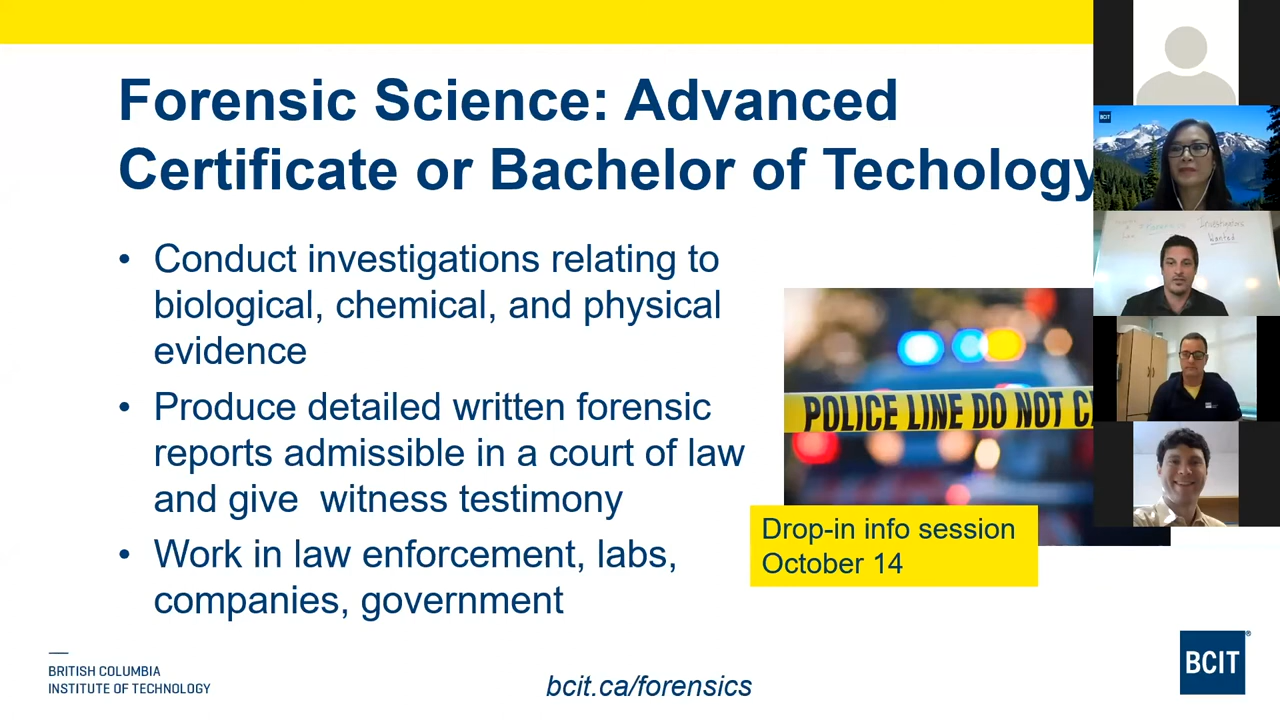 Forensic Science: Advanced
Certificate or Bachelor of Techology
• Conduct investigations relating to
biological, chemical, and physical
evidence
• Produce detailed written forensic
reports admissible in a court of law
and give witness testimony
• Work in law enforcement, labs,
companies, government
POLICE LINE DO NOT
Drop-in info session
October 14
BRITISH COLUMBIA
INSTITUTE OF TECHNOLOGY
bcit.ca/forensics
BCIT®
BCIT
Investigators
Wanted